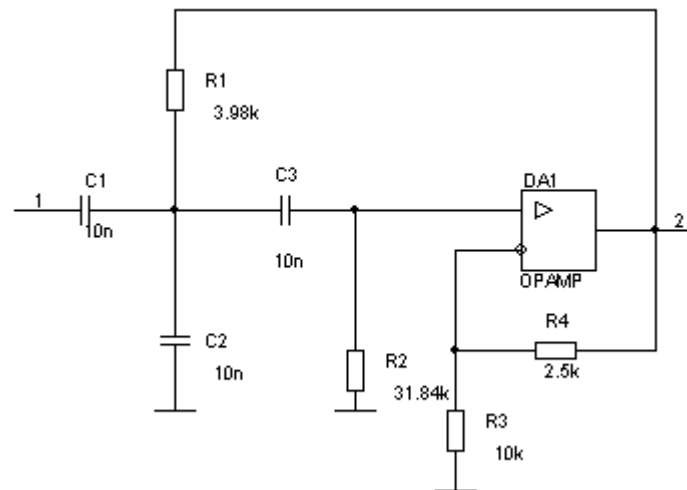 R1
3.98k
C1
C3
DA1
1
2
10n
10n
OPAMP
R4
C2
R2
2.5k
10n
31.84k
R3
10k